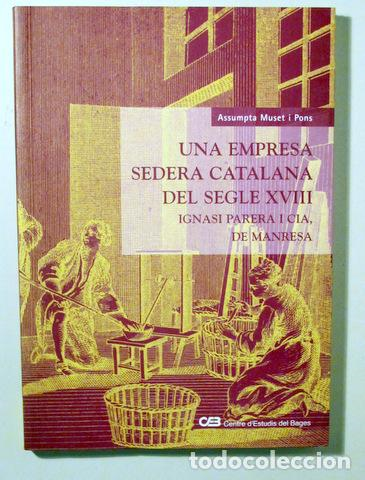 Assumpta Muset i Pons
UNA EMPRESA
SEDERA CATALANA
DEL SEGLE XVIII
IGNASI PARERA I CIA,
DE MANRESA
CEB Centre d'Estudis del Bages
todocoleccion